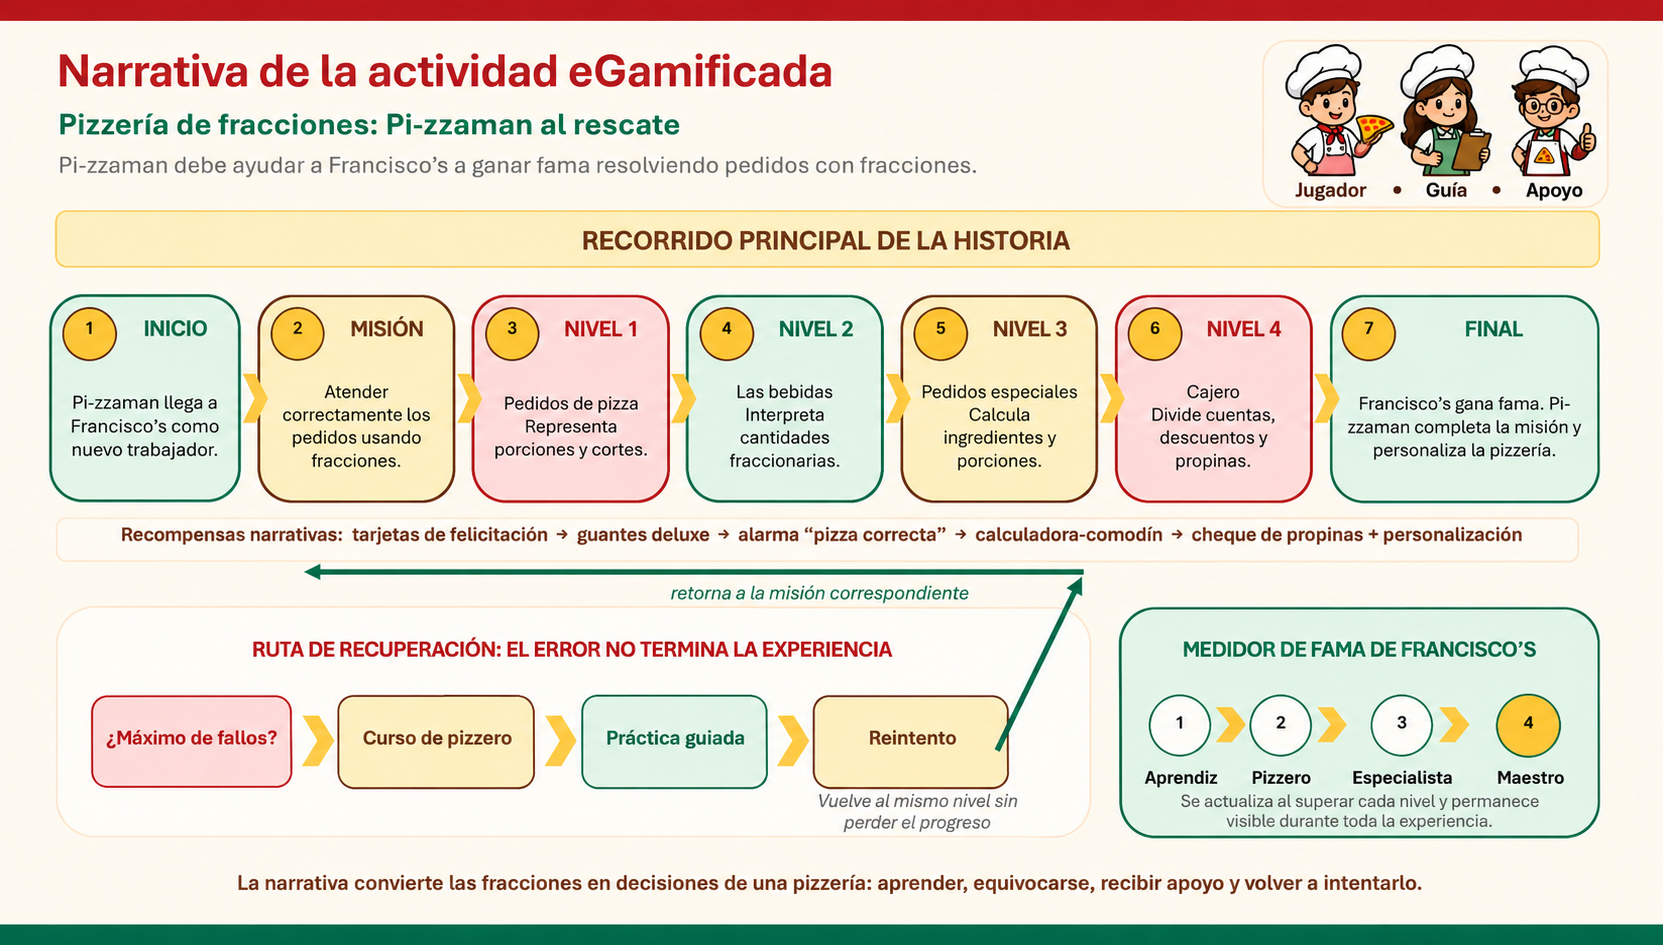 Narrativa de la actividad eGamificada
Pizzería de fracciones: Pi-zzaman al rescate
Pi-zzaman debe ayudar a Francisco’s a ganar fama resolviendo pedidos con fracciones.
Jugador • Guía • Apoyo
RECORRIDO PRINCIPAL DE LA HISTORIA
1 INICIO
Pi-zzaman llega a
Francisco’s como
nuevo trabajador.
2 MISIÓN
Atender
correctamente los
pedidos usando
fracciones.
3 NIVEL 1
Pedidos de pizza
Representa
porciones y cortes.
4 NIVEL 2
Las bebidas
Interpreta
cantidades
fraccionarias.
5 NIVEL 3
Pedidos especiales
Calcula
ingredientes y
porciones.
6 NIVEL 4
Cajero
Divide cuentas,
descuentos y
propinas.
7 FINAL
Francisco’s gana fama. Pi-
zzaman completa la misión y
personaliza la pizzería.
Recompensas narrativas: tarjetas de felicitación → guantes deluxe → alarma “pizza correcta” → calculadora-comodín → cheque de propinas + personalización
retorna a la misión correspondiente
RUTA DE RECUPERACIÓN: EL ERROR NO TERMINA LA EXPERIENCIA
¿Máximo de fallos?
Curso de pizzero
Práctica guiada
Reintento
Vuelve al mismo nivel sin
perder el progreso
MEDIDOR DE FAMA DE FRANCISCO’S
1 2 3 4
Aprendiz Pizzero Especialista Maestro
Se actualiza al superar cada nivel y permanece
visible durante toda la experiencia.
La narrativa convierte las fracciones en decisiones de una pizzería: aprender, equivocarse, recibir apoyo y volver a intentarlo.